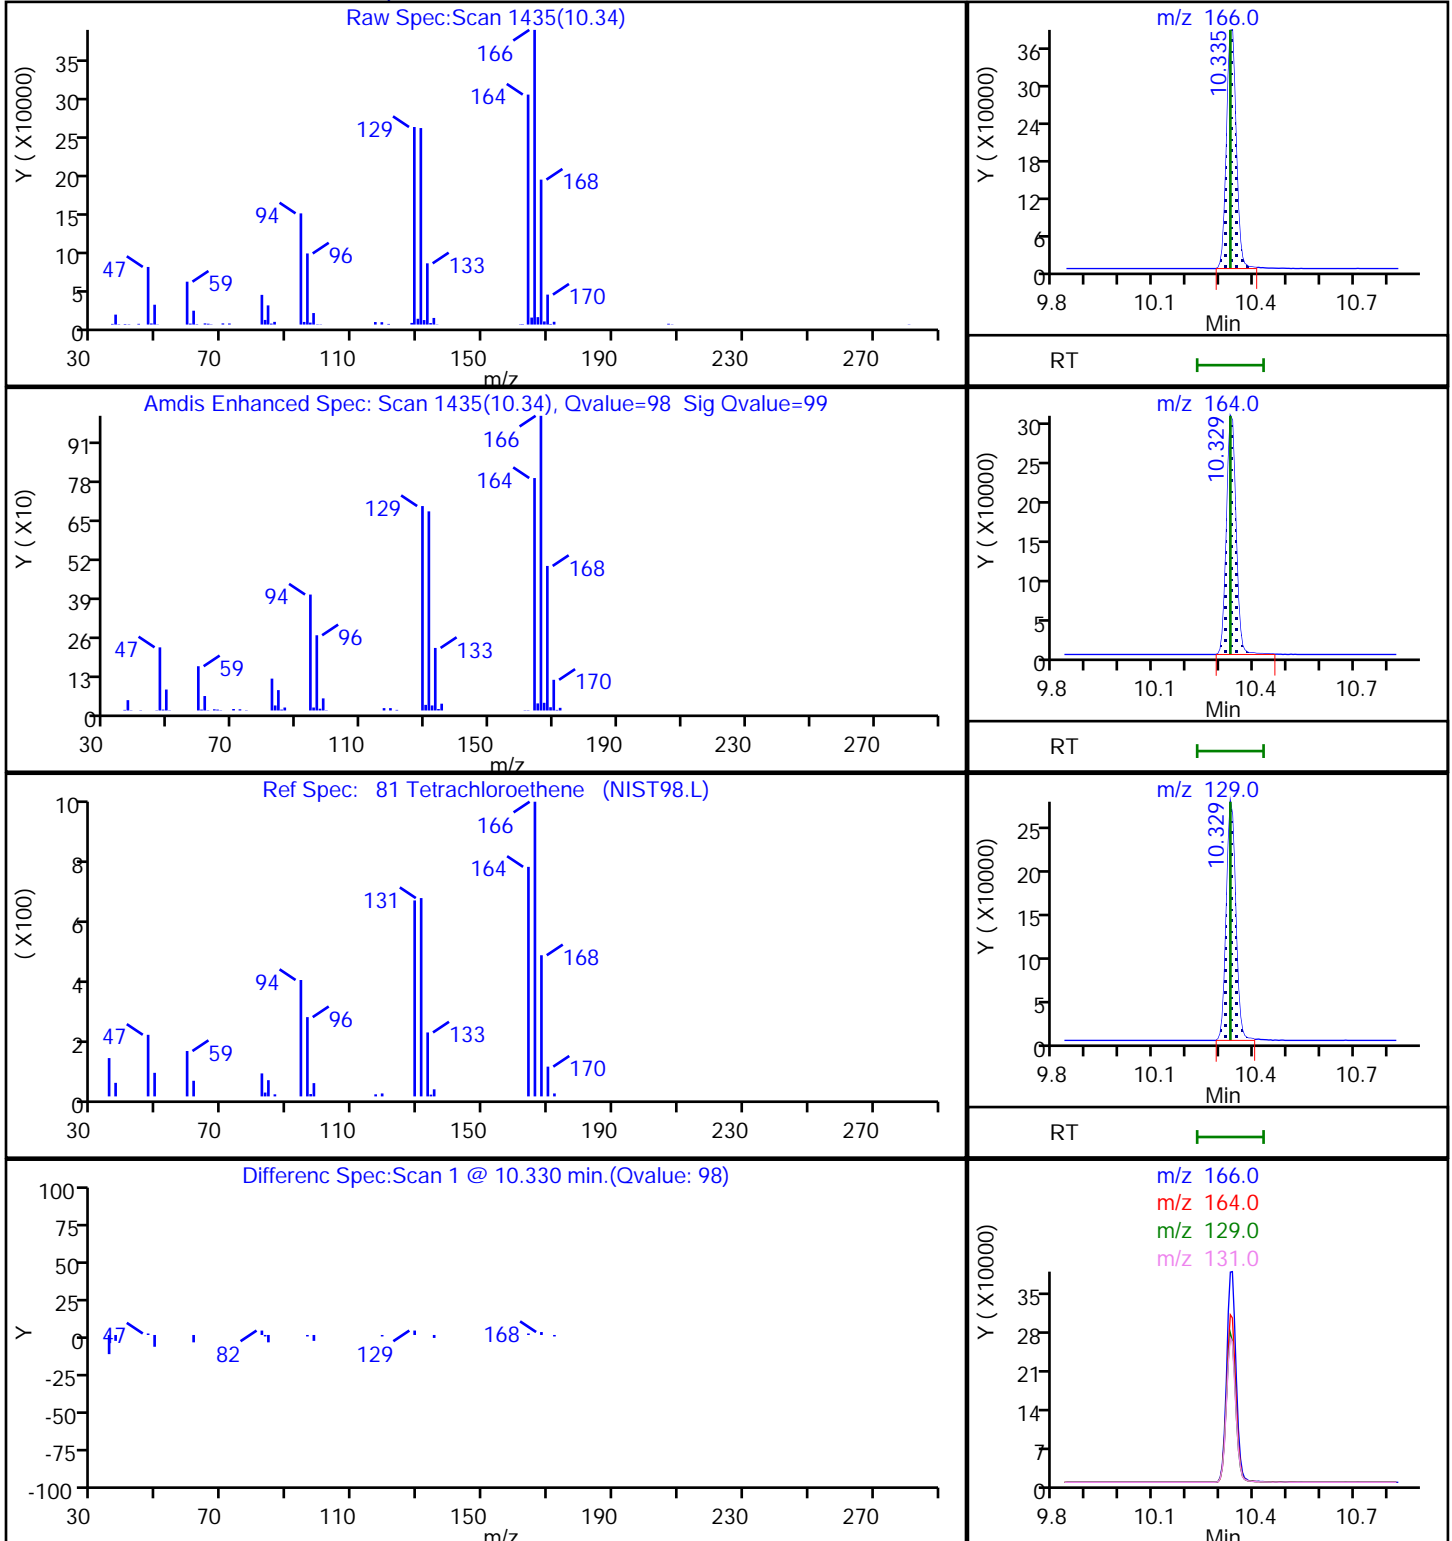 Raw Spec:Scan 1435(10.34)
Y ( X10000)
35
30
25
20
15
10
5
0
166
164
129
168
94
96
133
47
59
170
30 70 110 150 190 230 270
m/z
m/z 166.0
Y ( X10000)
36
30
24
18
12
6
0
10.335
9.8 10.1 10.4 10.7
Min
RT
Amdis Enhanced Spec: Scan 1435(10.34), Qvalue=98 Sig Qvalue=99
Y ( X10)
91
78
65
52
39
26
13
0
166
164
129
168
94
96
133
47
59
170
30 70 110 150 190 230 270
m/z
m/z 164.0
Y ( X10000)
30
25
20
15
10
5
0
10.329
9.8 10.1 10.4 10.7
Min
RT
Ref Spec: 81 Tetrachloroethene (NIST98.L)
( X100)
10
8
6
4
2
0
166
164
131
168
94
96
133
47
59
170
30 70 110 150 190 230 270
m/z 129.0
Y ( X10000)
25
20
15
10
5
0
10.329
9.8 10.1 10.4 10.7
Min
RT
Differenc Spec:Scan 1 @ 10.330 min.(Qvalue: 98)
Y
100
75
50
25
0
-25
-50
-75
-100
47
82
129
168
30 70 110 150 190 230 270
m/z
m/z 166.0
m/z 164.0
m/z 129.0
m/z 131.0
Y ( X10000)
35
28
21
14
7
0
9.8 10.1 10.4 10.7
Min